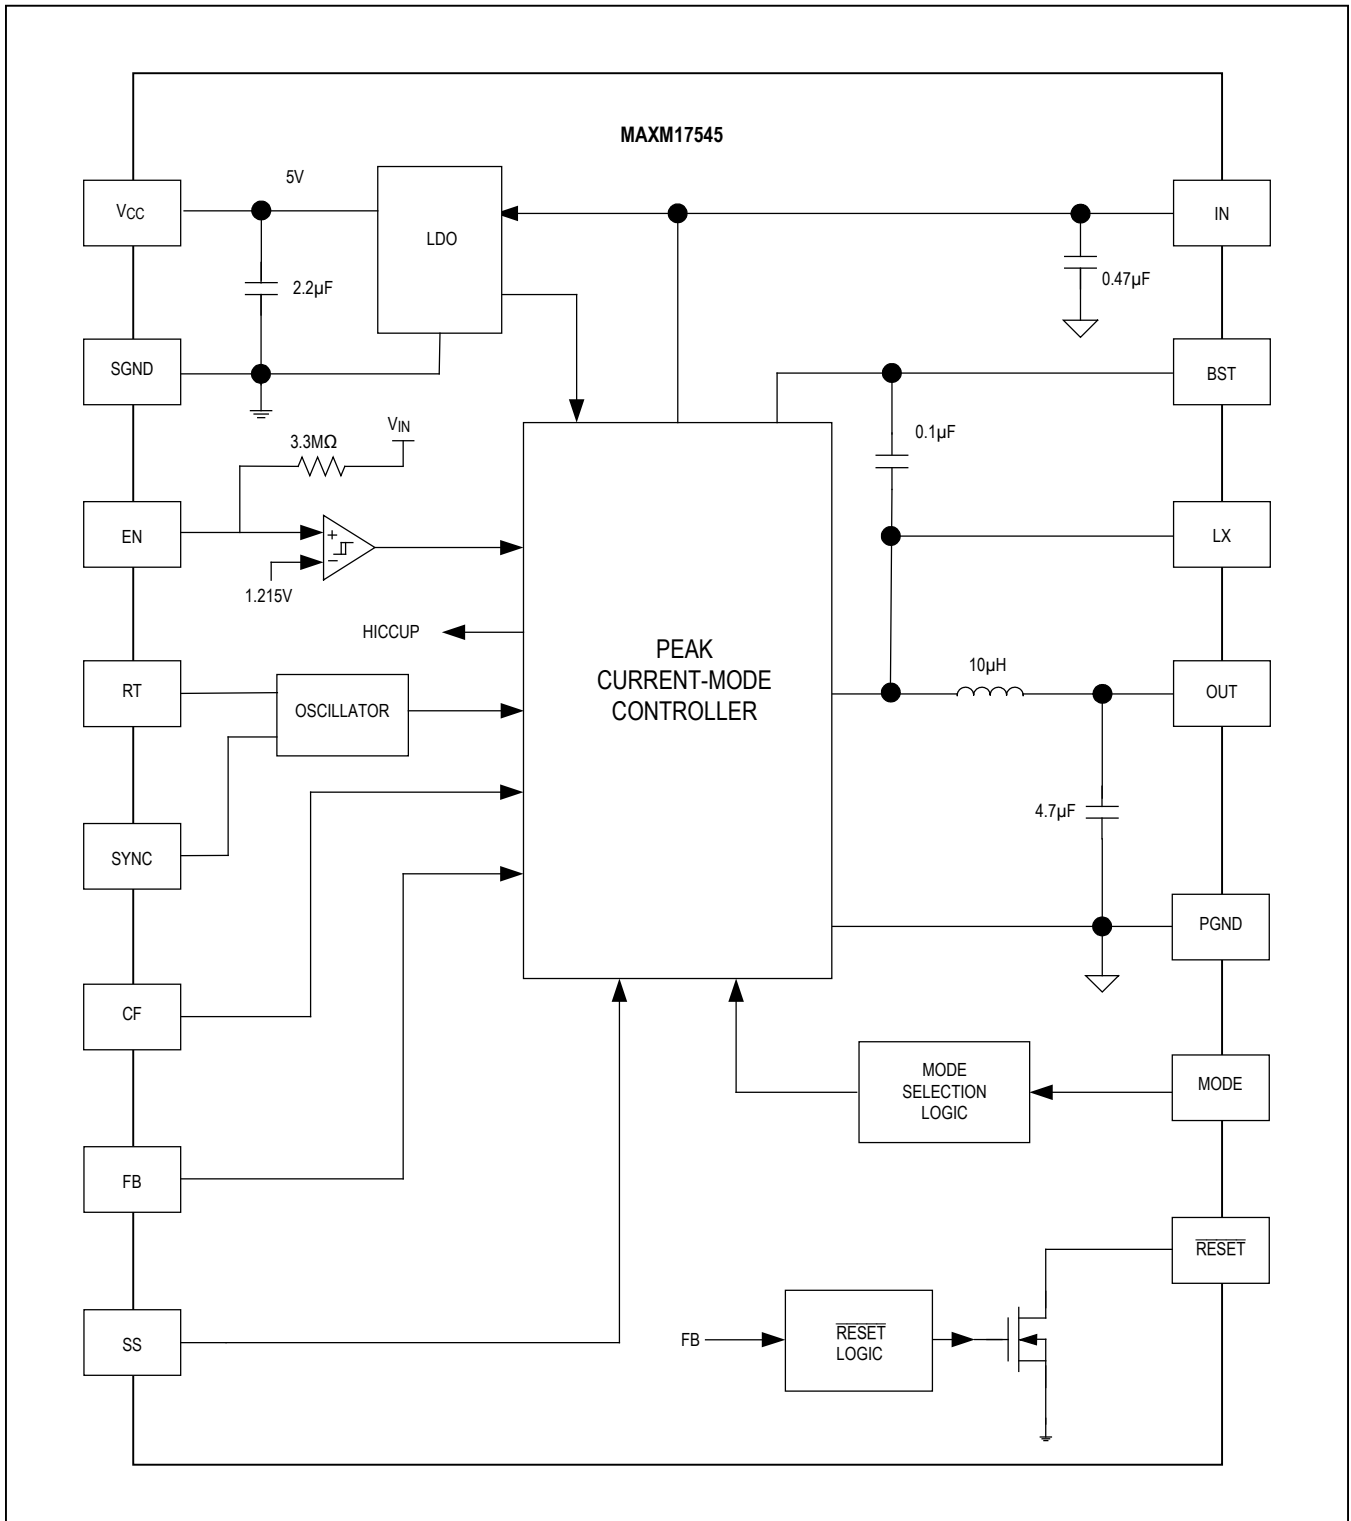 MAXM17545
VCC
5V
LDO
IN
2.2µF
0.47µF
SGND
BST
VIN
3.3MΩ
0.1µF
EN
+
−
LX
1.215V
HICCUP
PEAK
CURRENT-MODE
CONTROLLER
RT
OSCILLATOR
10µH
OUT
4.7µF
SYNC
PGND
CF
MODE
SELECTION
LOGIC
MODE
FB
RESET
SS
FB
RESET
LOGIC